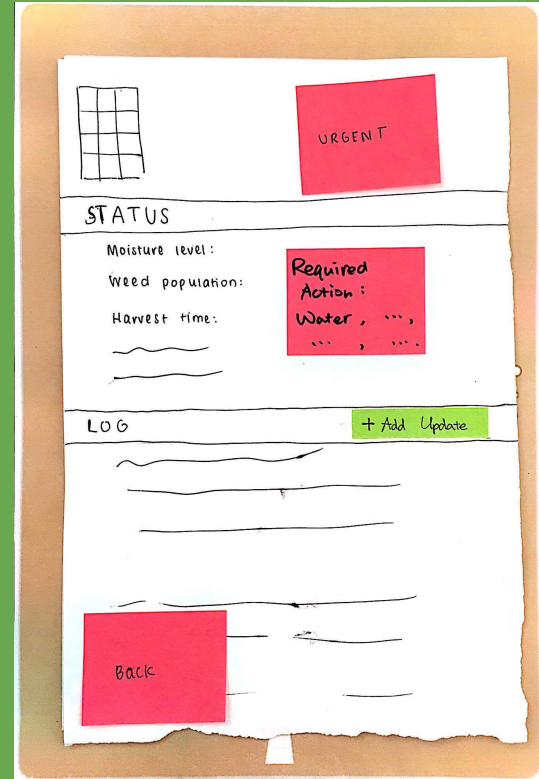 URGENT
STATUS
Moisture level:
Weed population:
Harvest time:
Required
Action:
Water, ...,
... , ....
LOG
+ Add Update
BACK